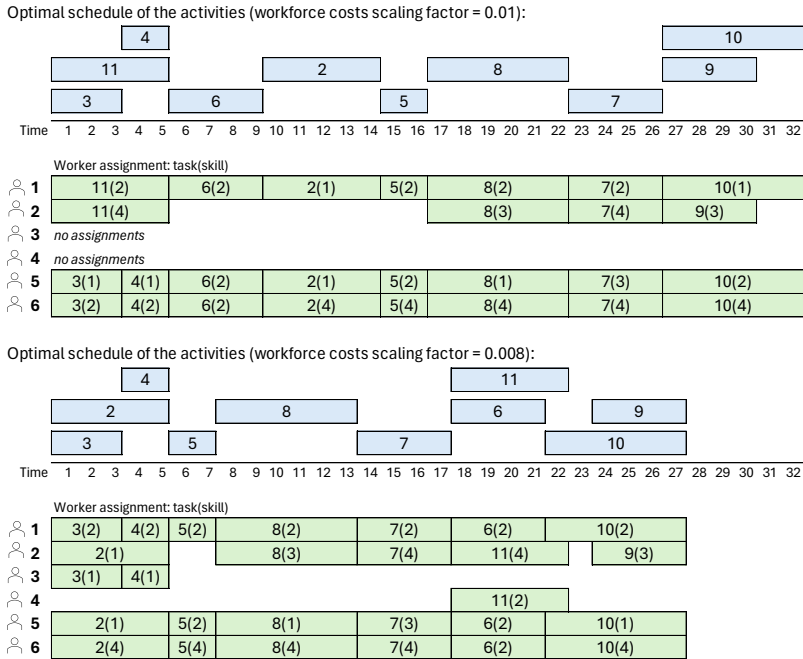 Optimal schedule of the activities (workforce costs scaling factor = 0.01):
4 10
11 2 8 9
3 6 5 7
Time 1 2 3 4 5 6 7 8 9 10 11 12 13 14 15 16 17 18 19 20 21 22 23 24 25 26 27 28 29 30 31 32
Worker assignment: task(skill)
1 11(2) 6(2) 2(1) 5(2) 8(2) 7(2) 10(1)
2 11(4) 8(3) 7(4) 9(3)
3 no assignments
4 no assignments
5 3(1) 4(1) 6(2) 2(1) 5(2) 8(1) 7(3) 10(2)
6 3(2) 4(2) 6(2) 2(4) 5(4) 8(4) 7(4) 10(4)
Optimal schedule of the activities (workforce costs scaling factor = 0.008):
4 11
2 8 6 9
3 5 7 10
Time 1 2 3 4 5 6 7 8 9 10 11 12 13 14 15 16 17 18 19 20 21 22 23 24 25 26 27 28 29 30 31 32
Worker assignment: task(skill)
1 3(2) 4(2) 5(2) 8(2) 7(2) 6(2) 10(2)
2 2(1) 8(3) 7(4) 11(4) 9(3)
3 3(1) 4(1)
4 11(2)
5 2(1) 5(2) 8(1) 7(3) 6(2) 10(1)
6 2(4) 5(4) 8(4) 7(4) 6(2) 10(4)